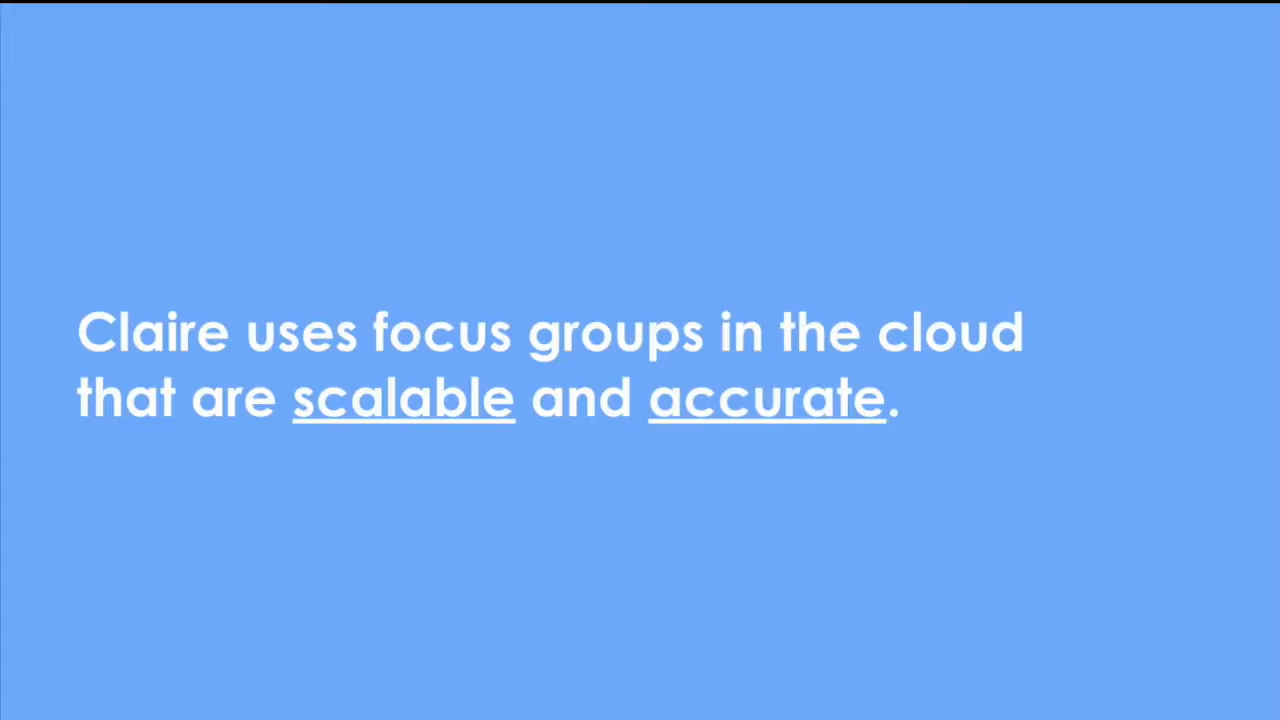 Claire uses focus groups in the cloud
that are scalable and accurate.